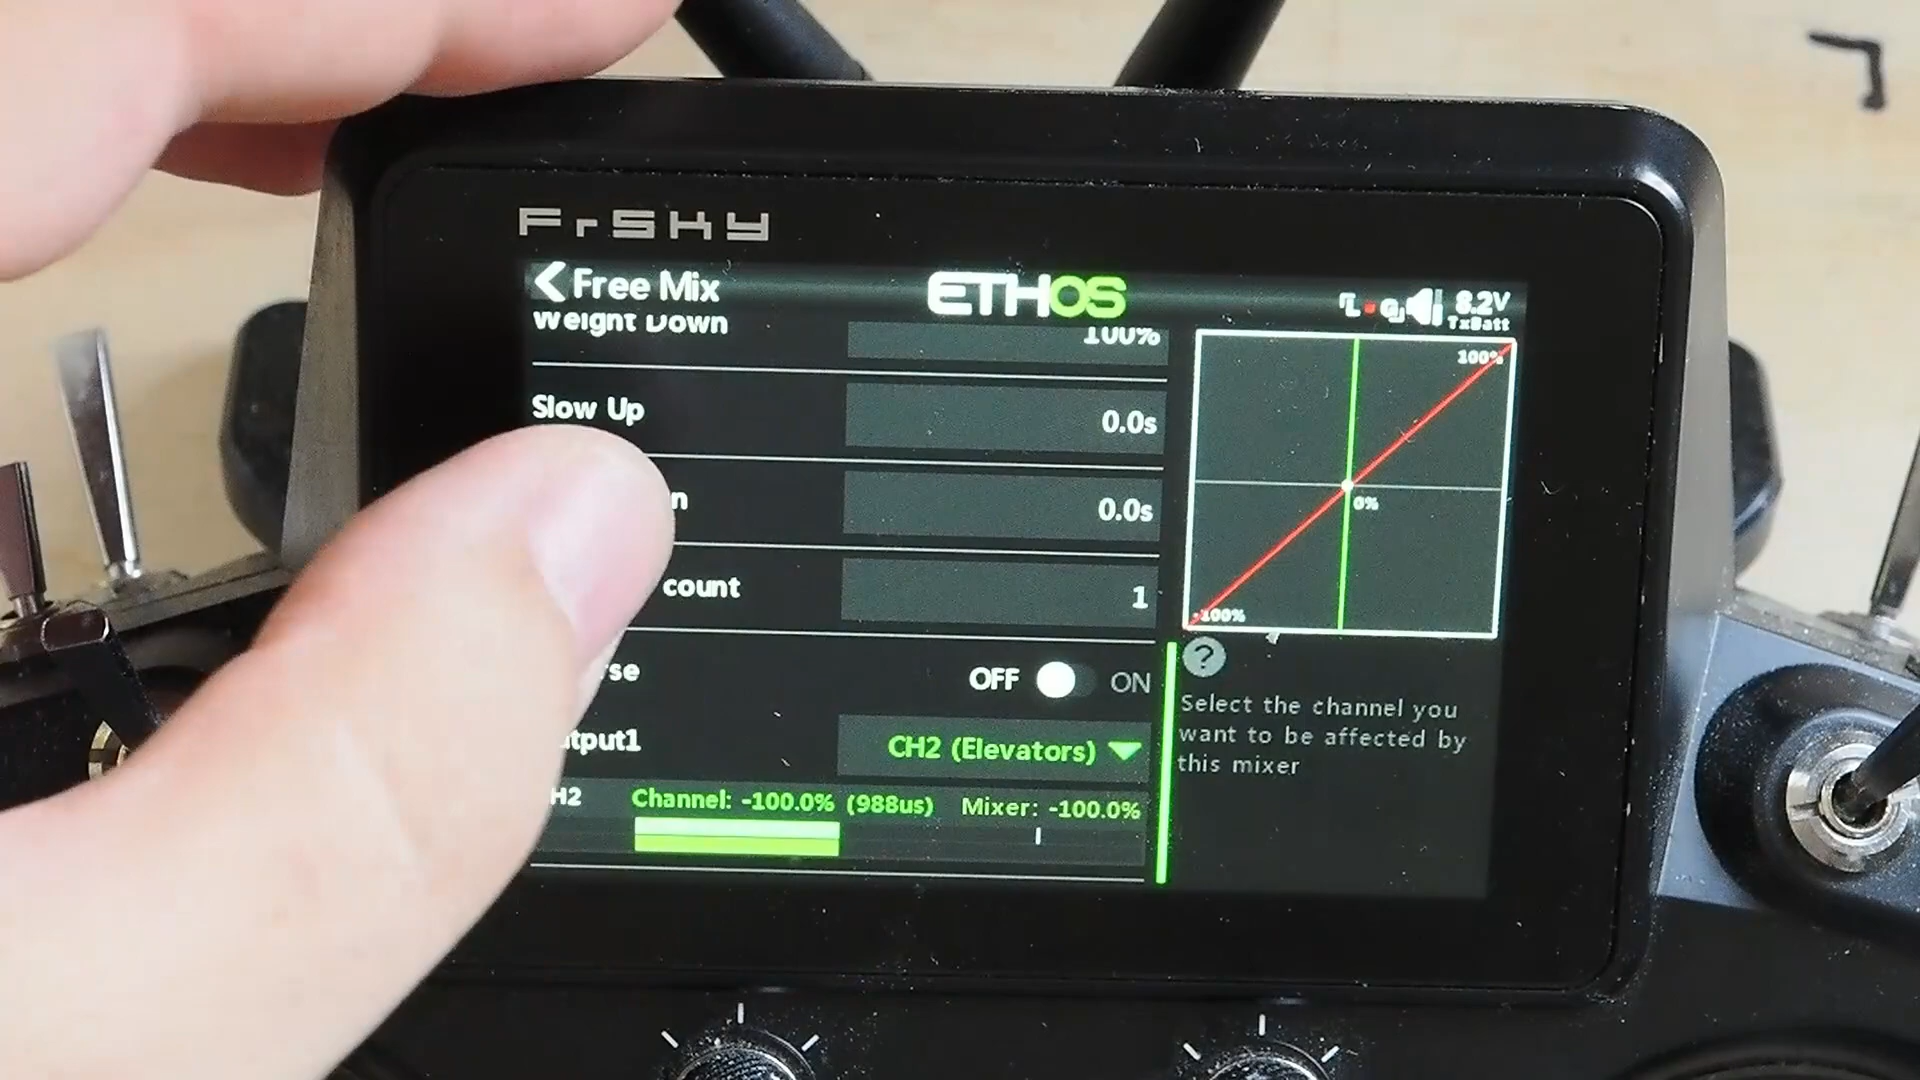 FrSKY
Free Mix
ETHOS
8.2V
TxBatt
Weight Down
100%
Slow Up
0.0s
0.0s
count
1
OFF ON
CH2 (Elevators)
Channel: -100.0% (988us) Mixer: -100.0%
100%
0%
-100%
?
Select the channel you
want to be affected by
this mixer